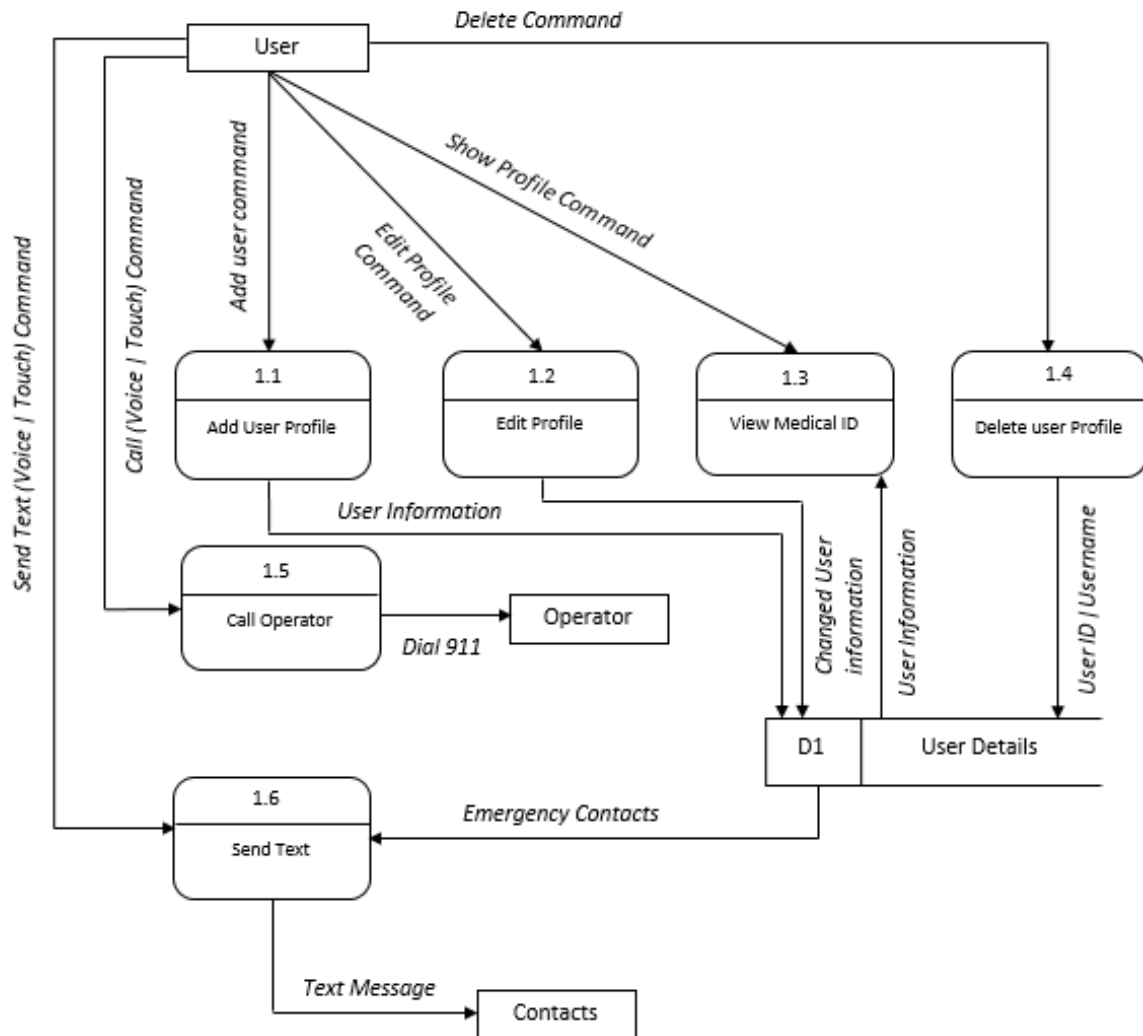 Delete Command
User
Show Profile Command
Add user command
Edit Profile
Command
Call (Voice | Touch) Command
Send Text (Voice | Touch) Command
1.1
Add User Profile
1.2
Edit Profile
1.3
View Medical ID
1.4
Delete user Profile
User Information
Changed User
information
User Information
User ID | Username
1.5
Call Operator
Dial 911
Operator
D1
User Details
1.6
Send Text
Emergency Contacts
Text Message
Contacts